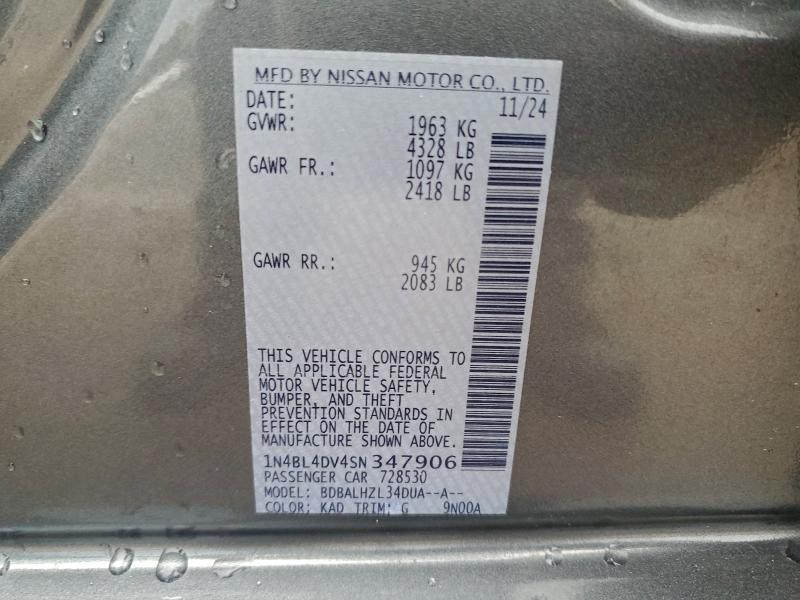 MFD BY NISSAN MOTOR CO., LTD.
DATE: 11/24
GVWR: 1963 KG
4328 LB
GAWR FR.: 1097 KG
2418 LB
GAWR RR.: 945 KG
2083 LB
THIS VEHICLE CONFORMS TO
ALL APPLICABLE FEDERAL
MOTOR VEHICLE SAFETY,
BUMPER, AND THEFT
PREVENTION STANDARDS IN
EFFECT ON THE DATE OF
MANUFACTURE SHOWN ABOVE.
1N4BL4DV4SN347906
PASSENGER CAR 728530
MODEL: BDBALHZL34DUA--A--
COLOR: KAD TRIM: G 9N00A